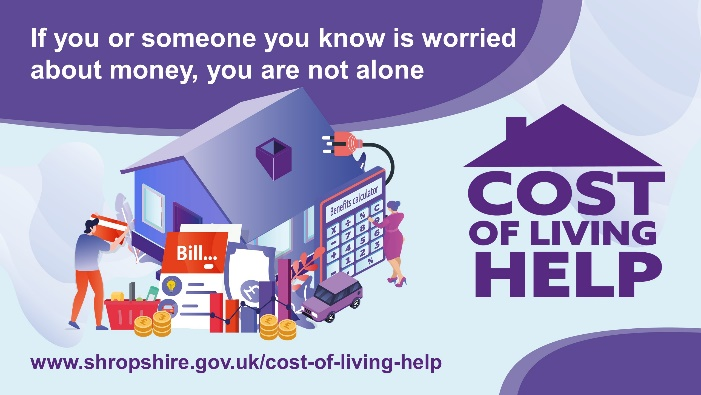 If you or someone you know is worried
about money, you are not alone
COST
OF LIVING
HELP
Benefits calculator
Bill...
www.shropshire.gov.uk/cost-of-living-help